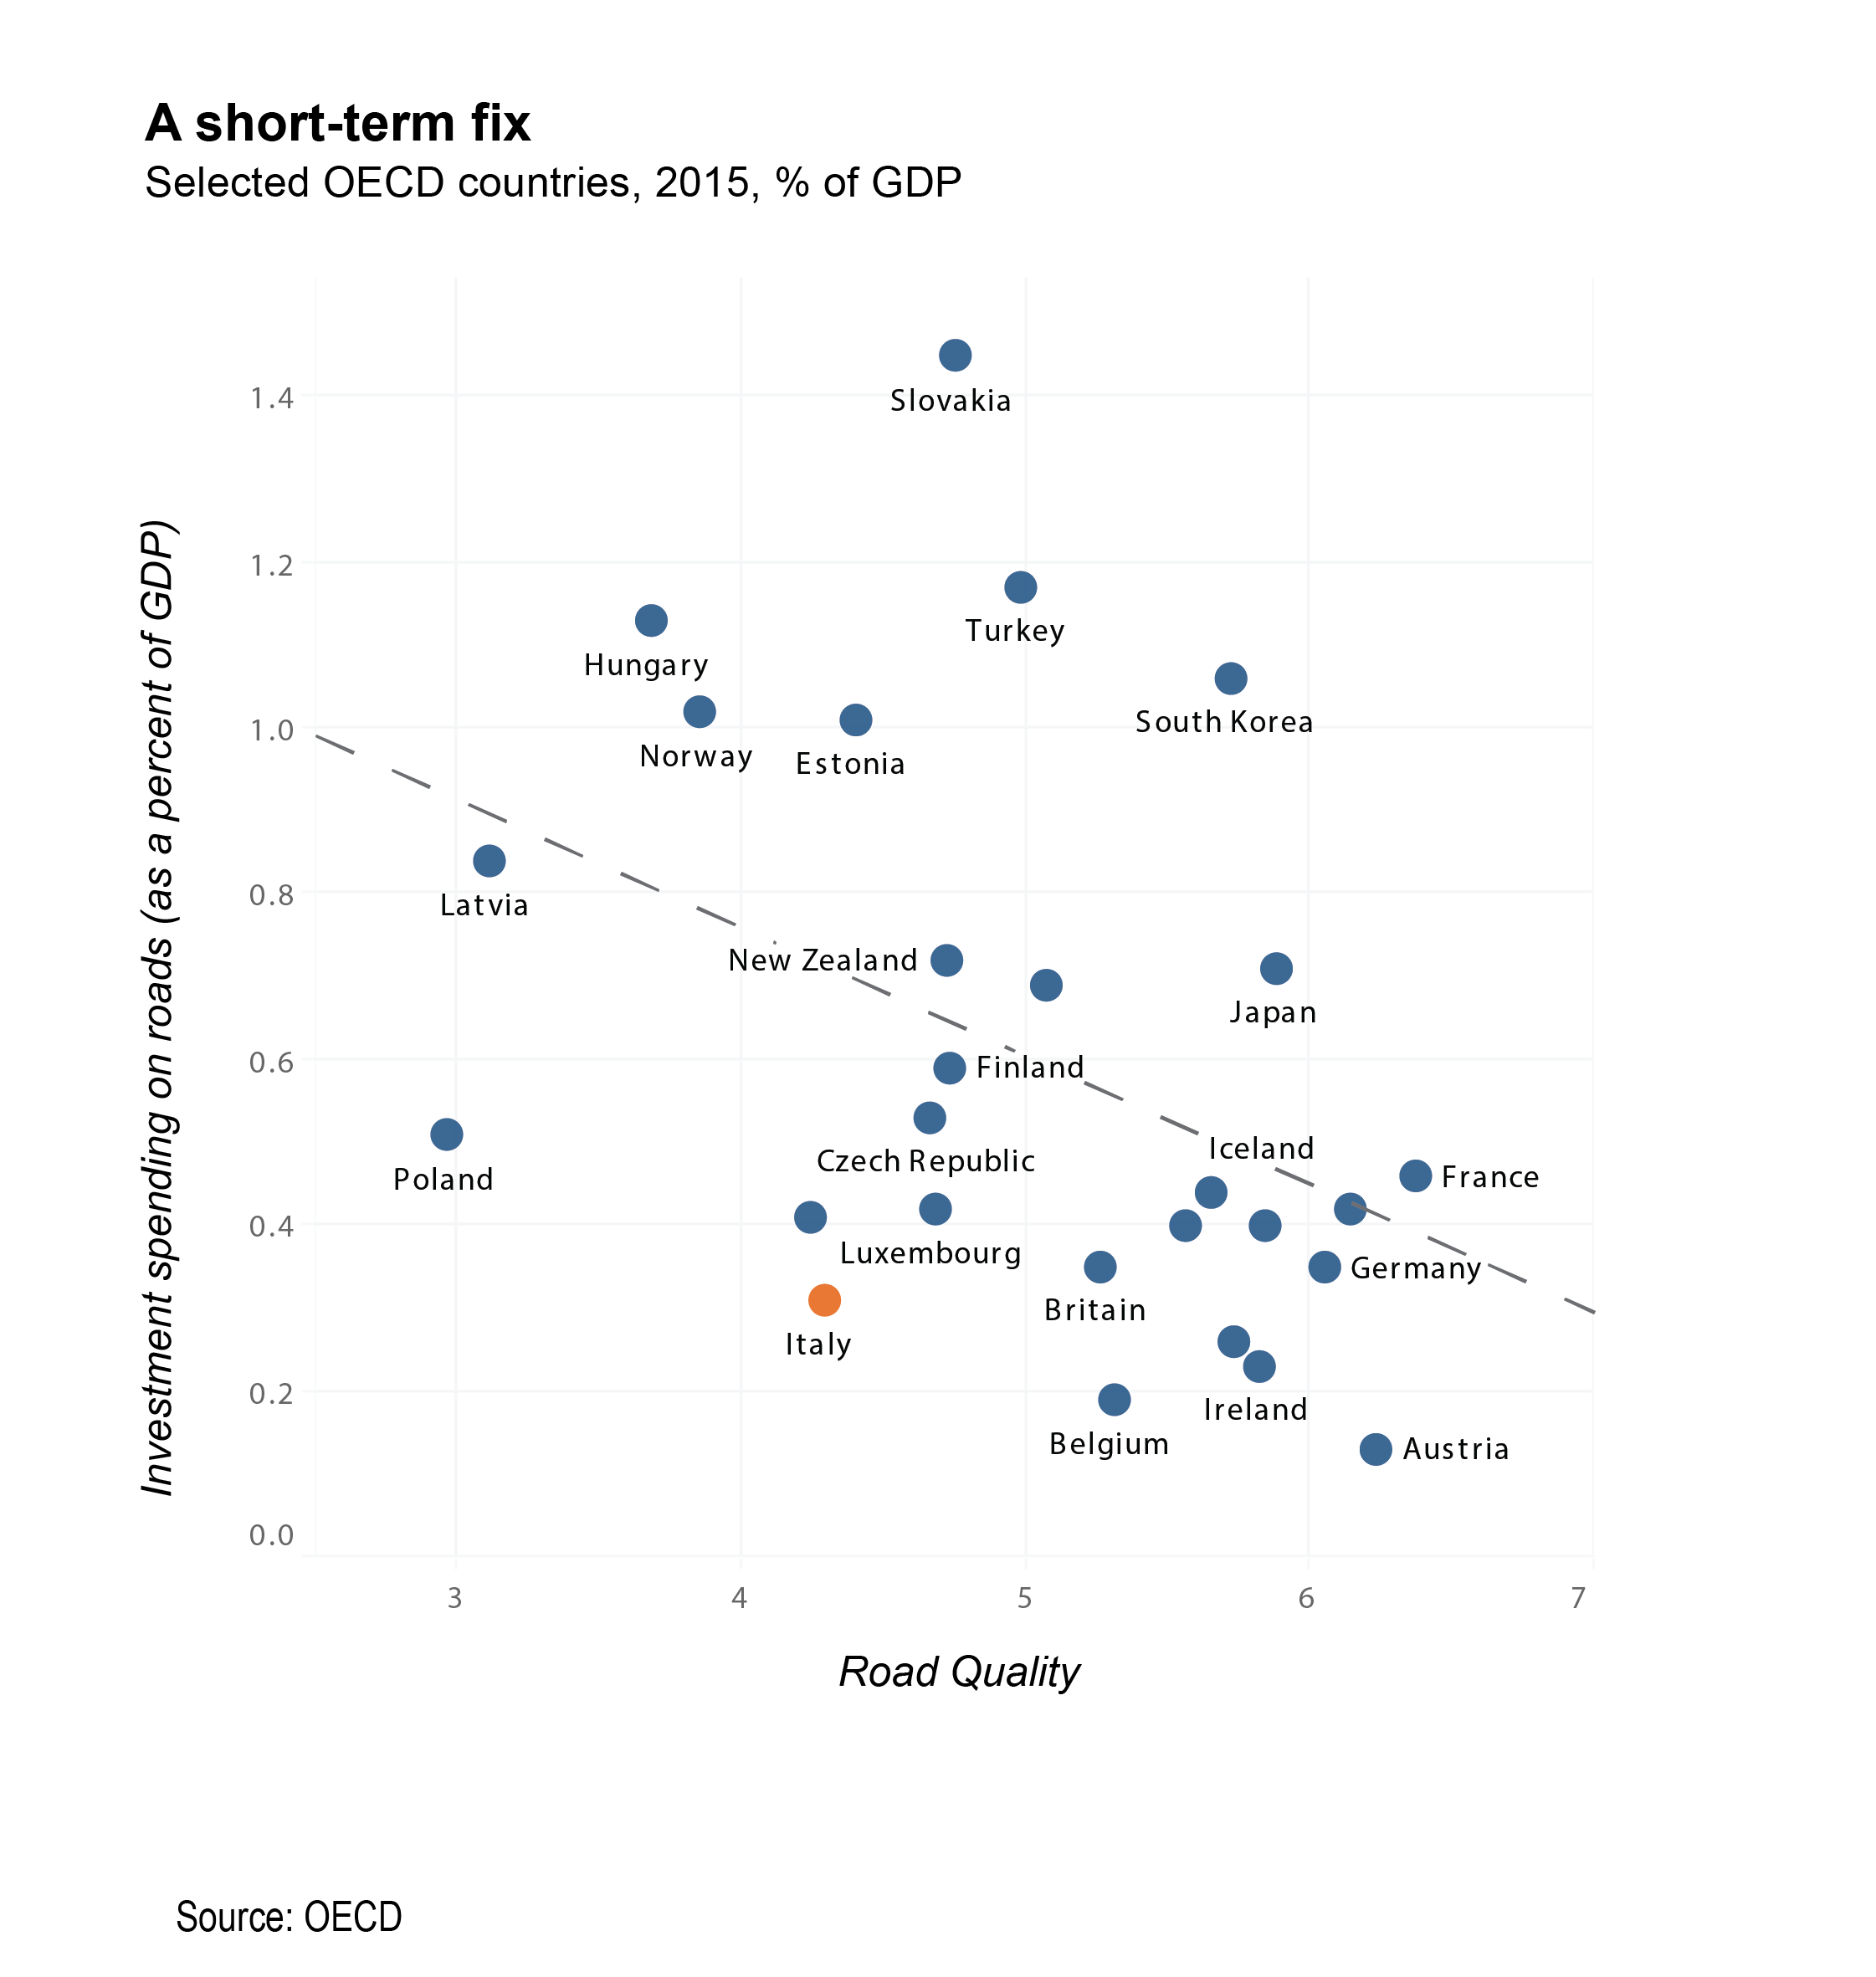 A short-term fix
Selected OECD countries, 2015, % of GDP
Investment spending on roads (as a percent of GDP)
1.4
1.2
1.0
0.8
0.6
0.4
0.2
0.0
Slovakia
Turkey
Hungary
South Korea
Norway
Estonia
Latvia
New Zealand
Japan
Finland
Iceland
Czech Republic
France
Poland
Luxembourg
Germany
Britain
Italy
Ireland
Belgium
Austria
3
4
5
6
7
Road Quality
Source: OECD